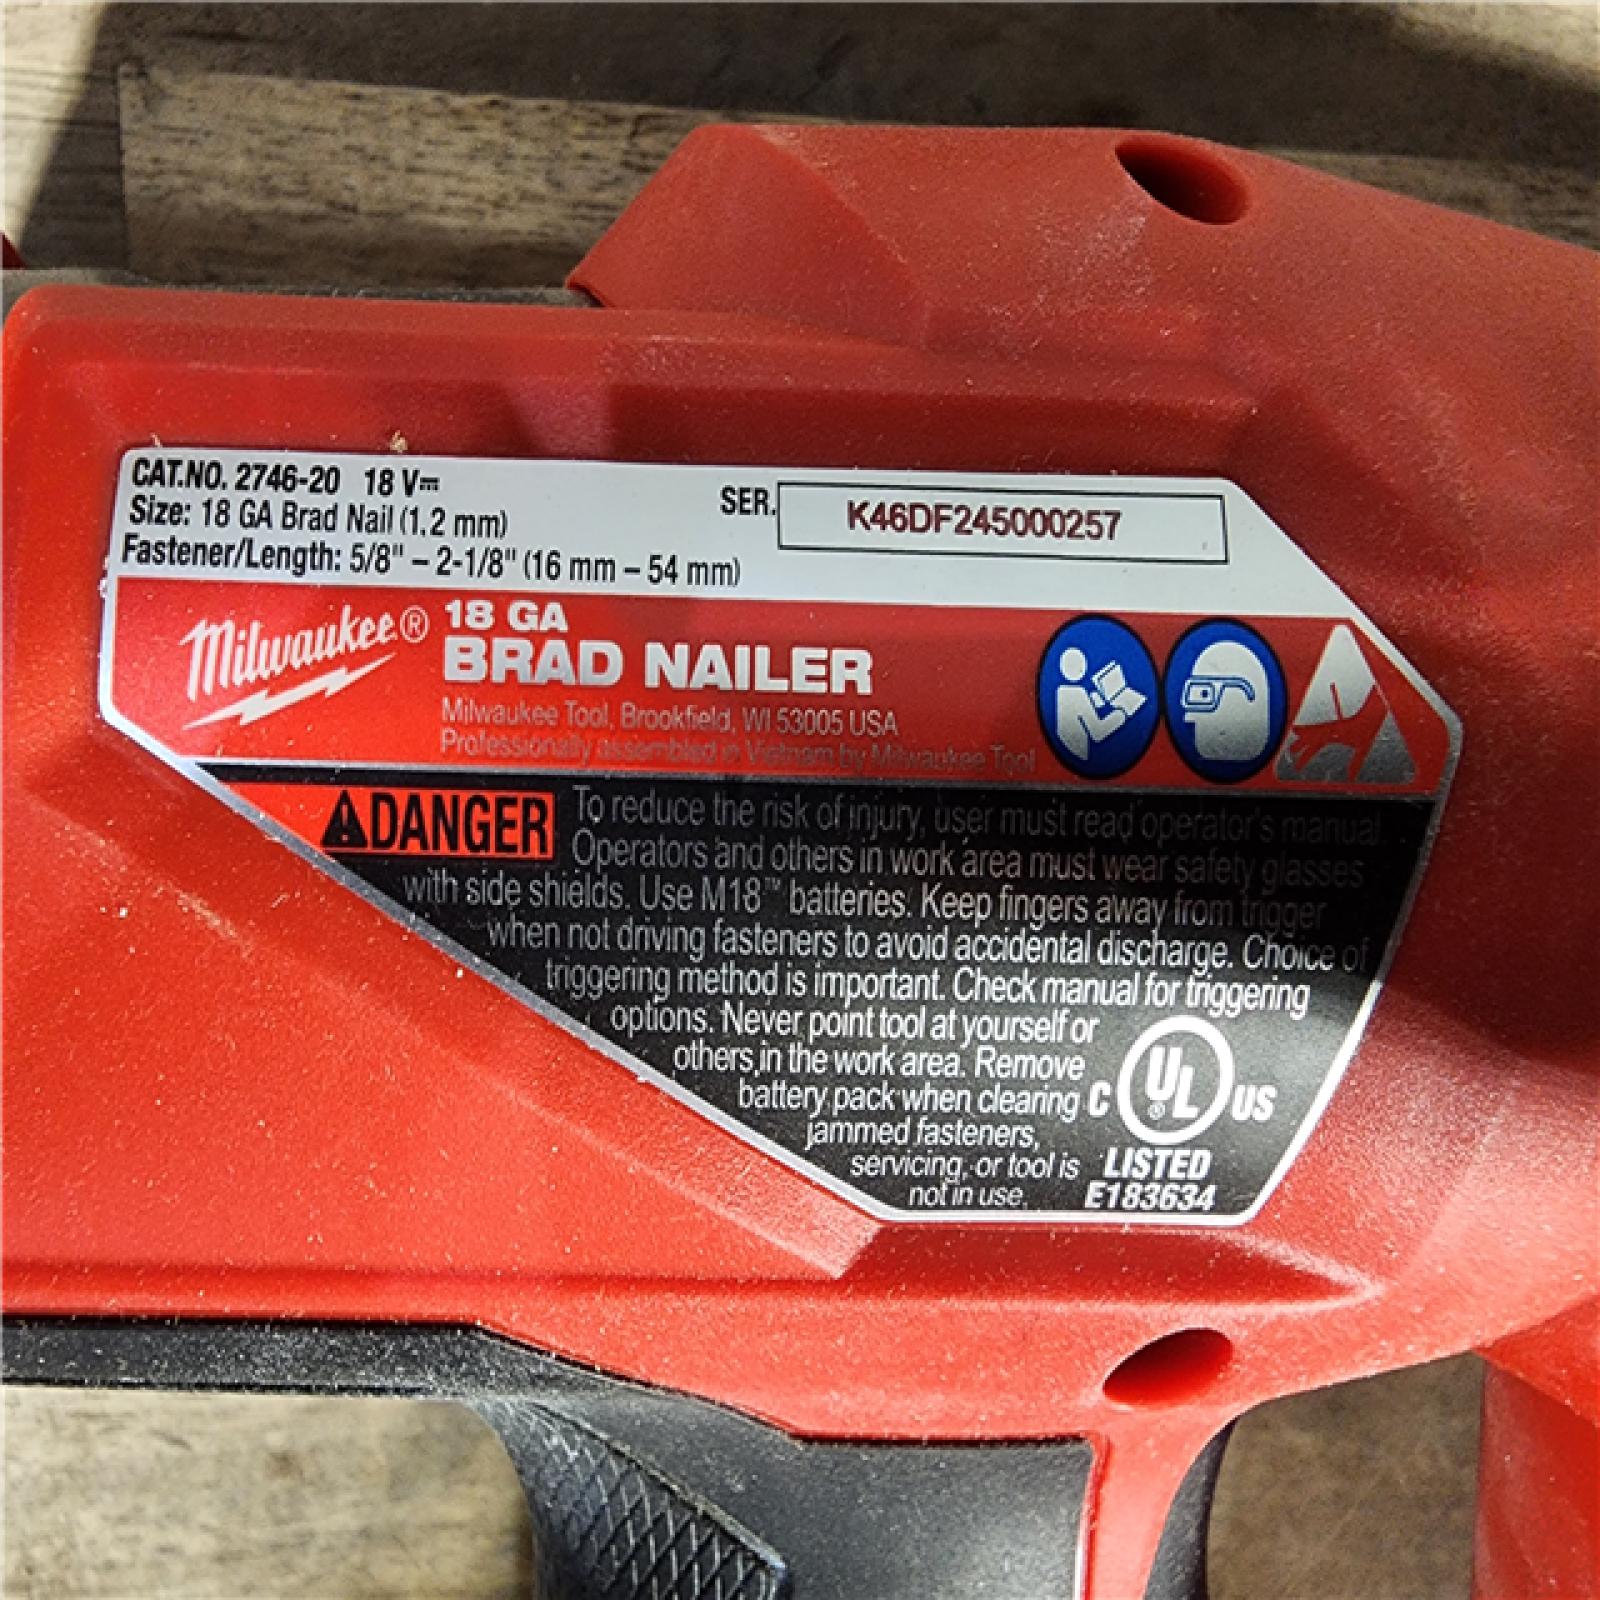 CAT.NO. 2746-20 18 V⎓
Size: 18 GA Brad Nail (1.2 mm)
Fastener/Length: 5/8" – 2-1/8" (16 mm – 54 mm)
SER. K46DF245000257
Milwaukee®
18 GA
BRAD NAILER
Milwaukee Tool, Brookfield, WI 53005 USA
Professionally assembled in Vietnam by Milwaukee Tool
DANGER
To reduce the risk of injury, user must read operator's manual.
Operators and others in work area must wear safety glasses
with side shields. Use M18™ batteries. Keep fingers away from trigger
when not driving fasteners to avoid accidental discharge. Choice of
triggering method is important. Check manual for triggering
options. Never point tool at yourself or
others in the work area. Remove
battery pack when clearing
jammed fasteners,
servicing, or tool is
not in use.
C UL® US
LISTED
E183634